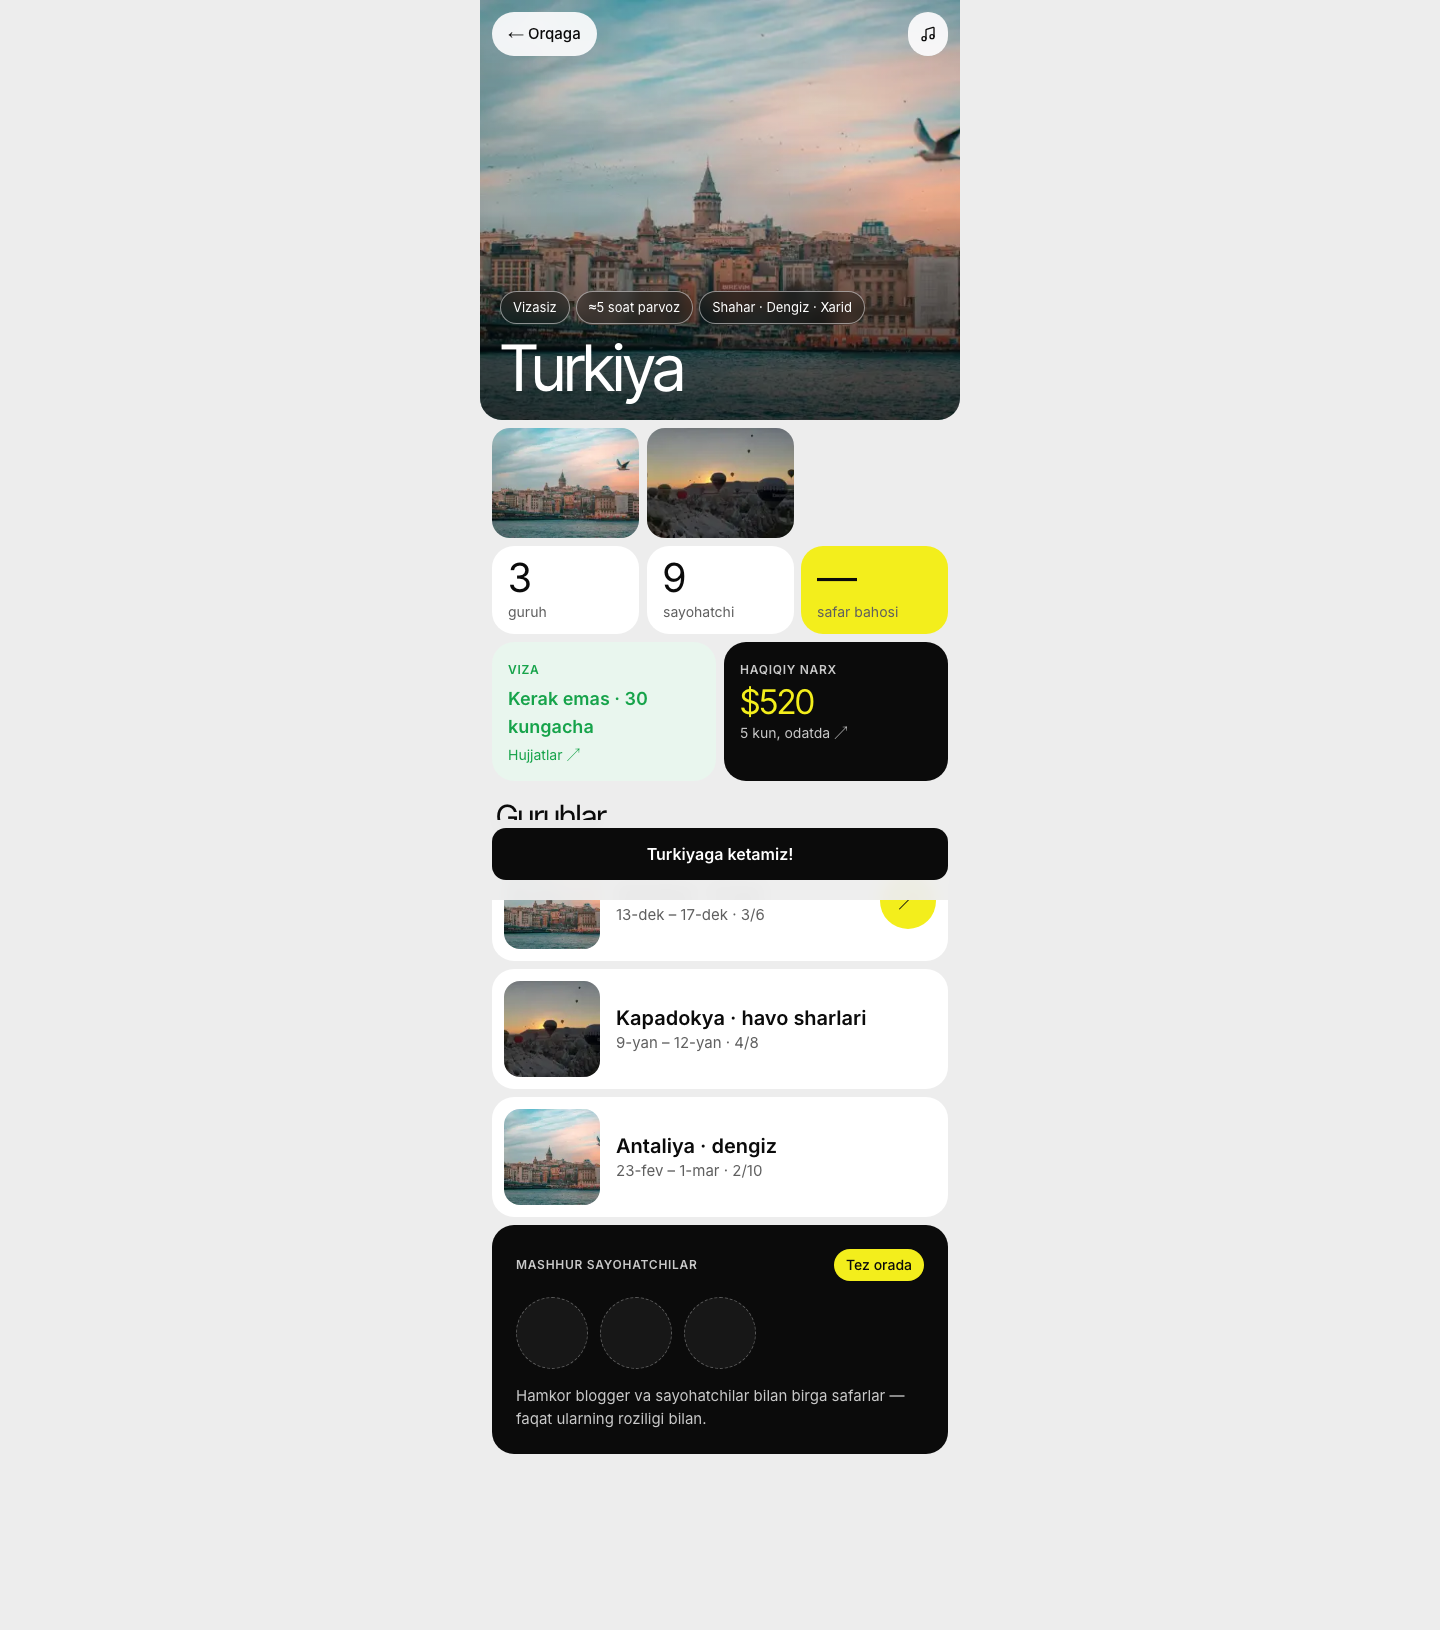 ← Orqaga
Vizasiz
≈5 soat parvoz
Shahar · Dengiz · Xarid
Turkiya
3
guruh
9
sayohatchi
—
safar bahosi
VIZA
Kerak emas · 30
kungacha
Hujjatlar ↗
HAQIQIY NARX
$520
5 kun, odatda ↗
Guruhlar
Turkiyaga ketamiz!
13-dek – 17-dek · 3/6
Kapadokya · havo sharlari
9-yan – 12-yan · 4/8
Antaliya · dengiz
23-fev – 1-mar · 2/10
MASHHUR SAYOHATCHILAR
Tez orada
Hamkor blogger va sayohatchilar bilan birga safarlar —
faqat ularning roziligi bilan.